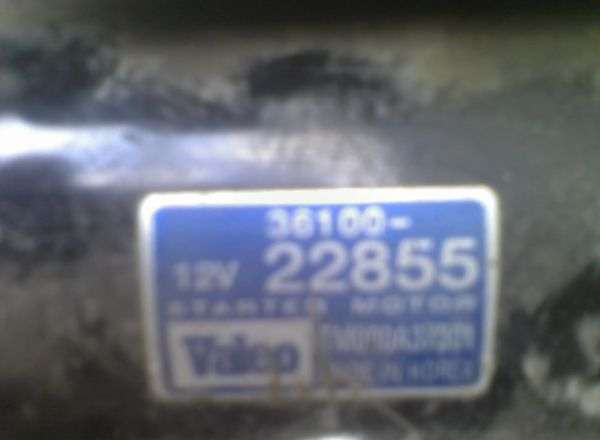 36100-
12V 22855
STARTER MOTOR
Valeo
MADE IN KOREA